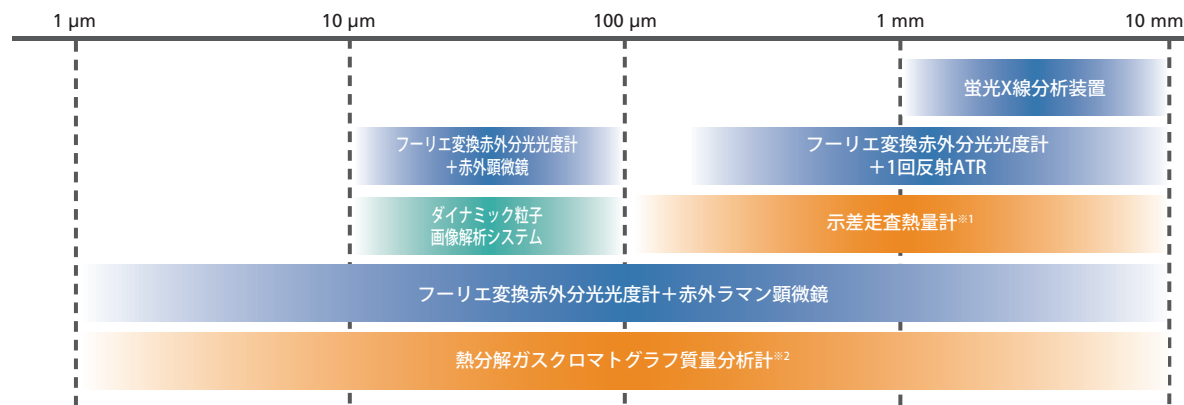 1 μm 10 μm 100 μm 1 mm 10 mm
蛍光X線分析装置
フーリエ変換赤外分光光度計
＋赤外顕微鏡
フーリエ変換赤外分光光度計
＋1回反射ATR
ダイナミック粒子
画像解析システム
示差走査熱量計※1
フーリエ変換赤外分光光度計＋赤外ラマン顕微鏡
熱分解ガスクロマトグラフ質量分析計※2